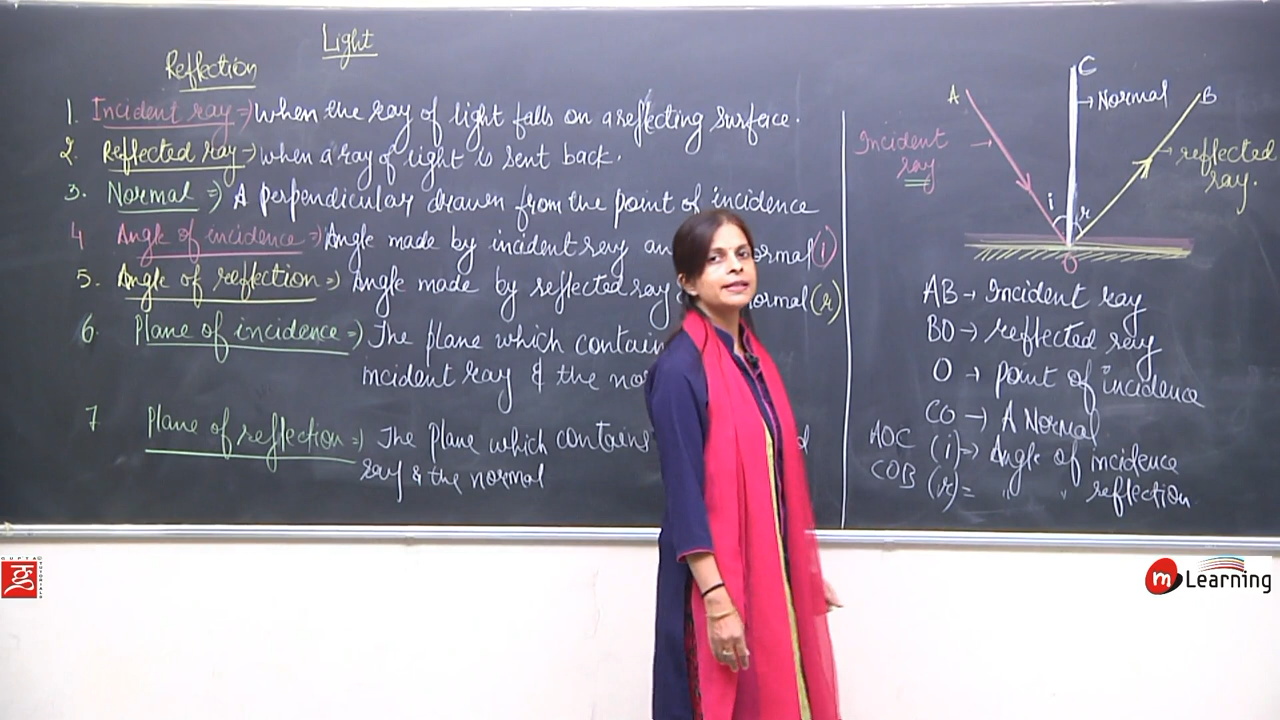 Light
Reflection
1. Incident ray ⇒ When the ray of light falls on a reflecting surface.
2. Reflected ray → when a ray of light is sent back.
3. Normal ⇒ A perpendicular drawn from the point of incidence
4 Angle of incidence ⇒ Angle made by incident ray an ormal (i)
5. Angle of reflection ⇒ Angle made by reflected ray ormal (r)
6. Plane of incidence ⇒ The plane which contain
incident ray & the no
7 Plane of reflection ⇒ The plane which contains d
ray & the normal
C
A
→ Normal
B
Incident
ray
→ reflected
ray.
i
r
O
AB → Incident ray
BO → reflected ray
O → point of incidence
CO → A Normal
AOC (i) → Angle of incidence
COB (r) = " " reflection
GUPTA TUTORIALS
m Learning